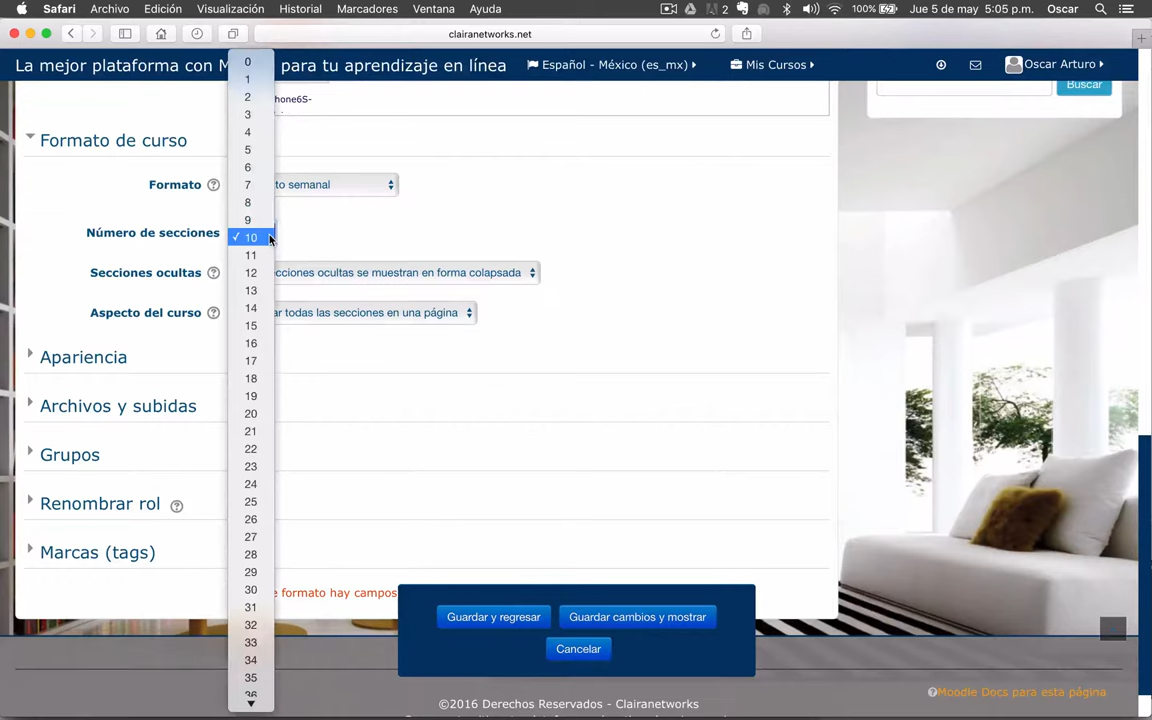 Safari Archivo Edición Visualización Historial Marcadores Ventana Ayuda 2 100% Jue 5 de may 5:05 p.m. Oscar
clairanetworks.net
La mejor plataforma con M para tu aprendizaje en línea Español - México (es_mx) Mis Cursos Oscar Arturo
Buscar
hone6S-
Formato de curso
Formato to semanal
Número de secciones
Secciones ocultas ecciones ocultas se muestran en forma colapsada
Aspecto del curso ar todas las secciones en una página
Apariencia
Archivos y subidas
Grupos
Renombrar rol
Marcas (tags)
0
1
2
3
4
5
6
7
8
9
✓ 10
11
12
13
14
15
16
17
18
19
20
21
22
23
24
25
26
27
28
29
30
31
32
33
34
35
36
e formato hay campos
Guardar y regresar Guardar cambios y mostrar
Cancelar
Moodle Docs para esta página
©2016 Derechos Reservados - Clairanetworks